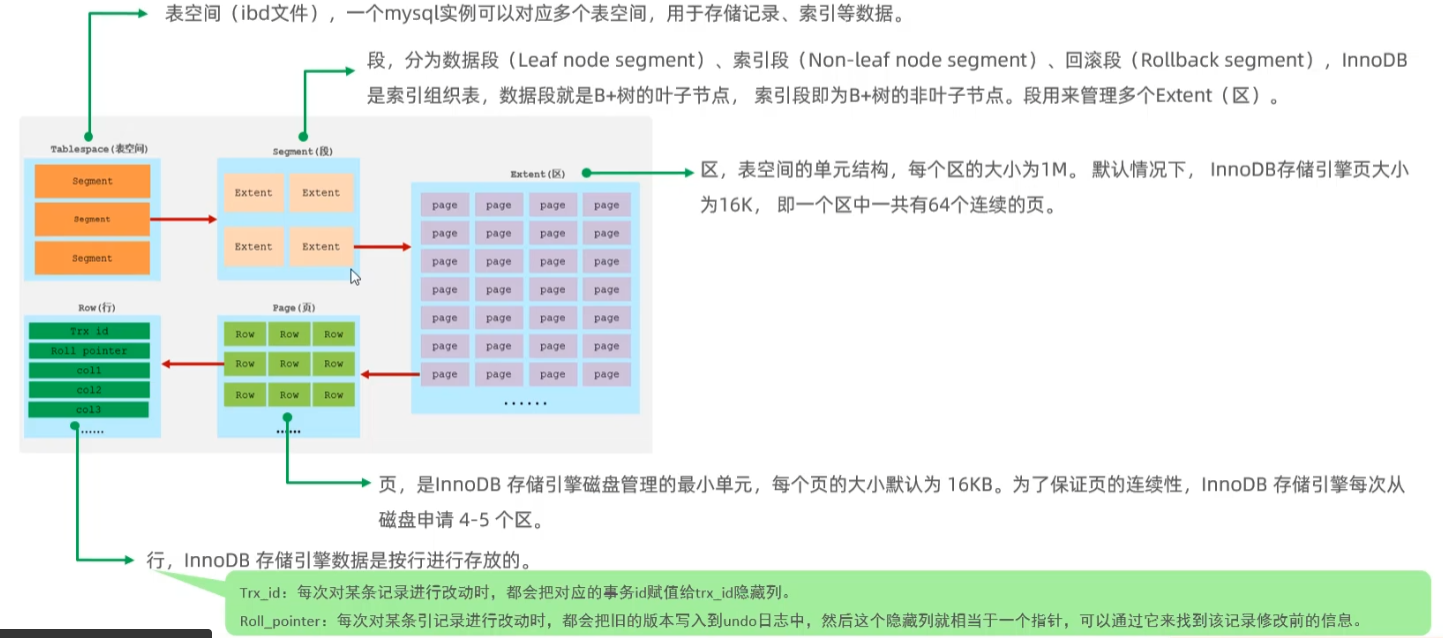 表空间（ibd文件），一个mysql实例可以对应多个表空间，用于存储记录、索引等数据。
段，分为数据段（Leaf node segment）、索引段（Non-leaf node segment）、回滚段（Rollback segment），InnoDB
是索引组织表，数据段就是B+树的叶子节点， 索引段即为B+树的非叶子节点。段用来管理多个Extent（区）。
Tablespace(表空间)
Segment
Segment
Segment
Segment(段)
Extent Extent
Extent Extent
Extent(区)
page page page page
page page page page
page page page page
page page page page
page page page page
page page page page
page page page page
......
区，表空间的单元结构，每个区的大小为1M。 默认情况下， InnoDB存储引擎页大小
为16K， 即一个区中一共有64个连续的页。
Row(行)
Trx id
Roll pointer
col1
col2
col3
......
Page(页)
Row Row Row
Row Row Row
Row Row Row
......
页，是InnoDB 存储引擎磁盘管理的最小单元，每个页的大小默认为 16KB。为了保证页的连续性，InnoDB 存储引擎每次从
磁盘申请 4-5 个区。
行，InnoDB 存储引擎数据是按行进行存放的。
Trx_id：每次对某条记录进行改动时，都会把对应的事务id赋值给trx_id隐藏列。
Roll_pointer：每次对某条引记录进行改动时，都会把旧的版本写入到undo日志中，然后这个隐藏列就相当于一个指针，可以通过它来找到该记录修改前的信息。